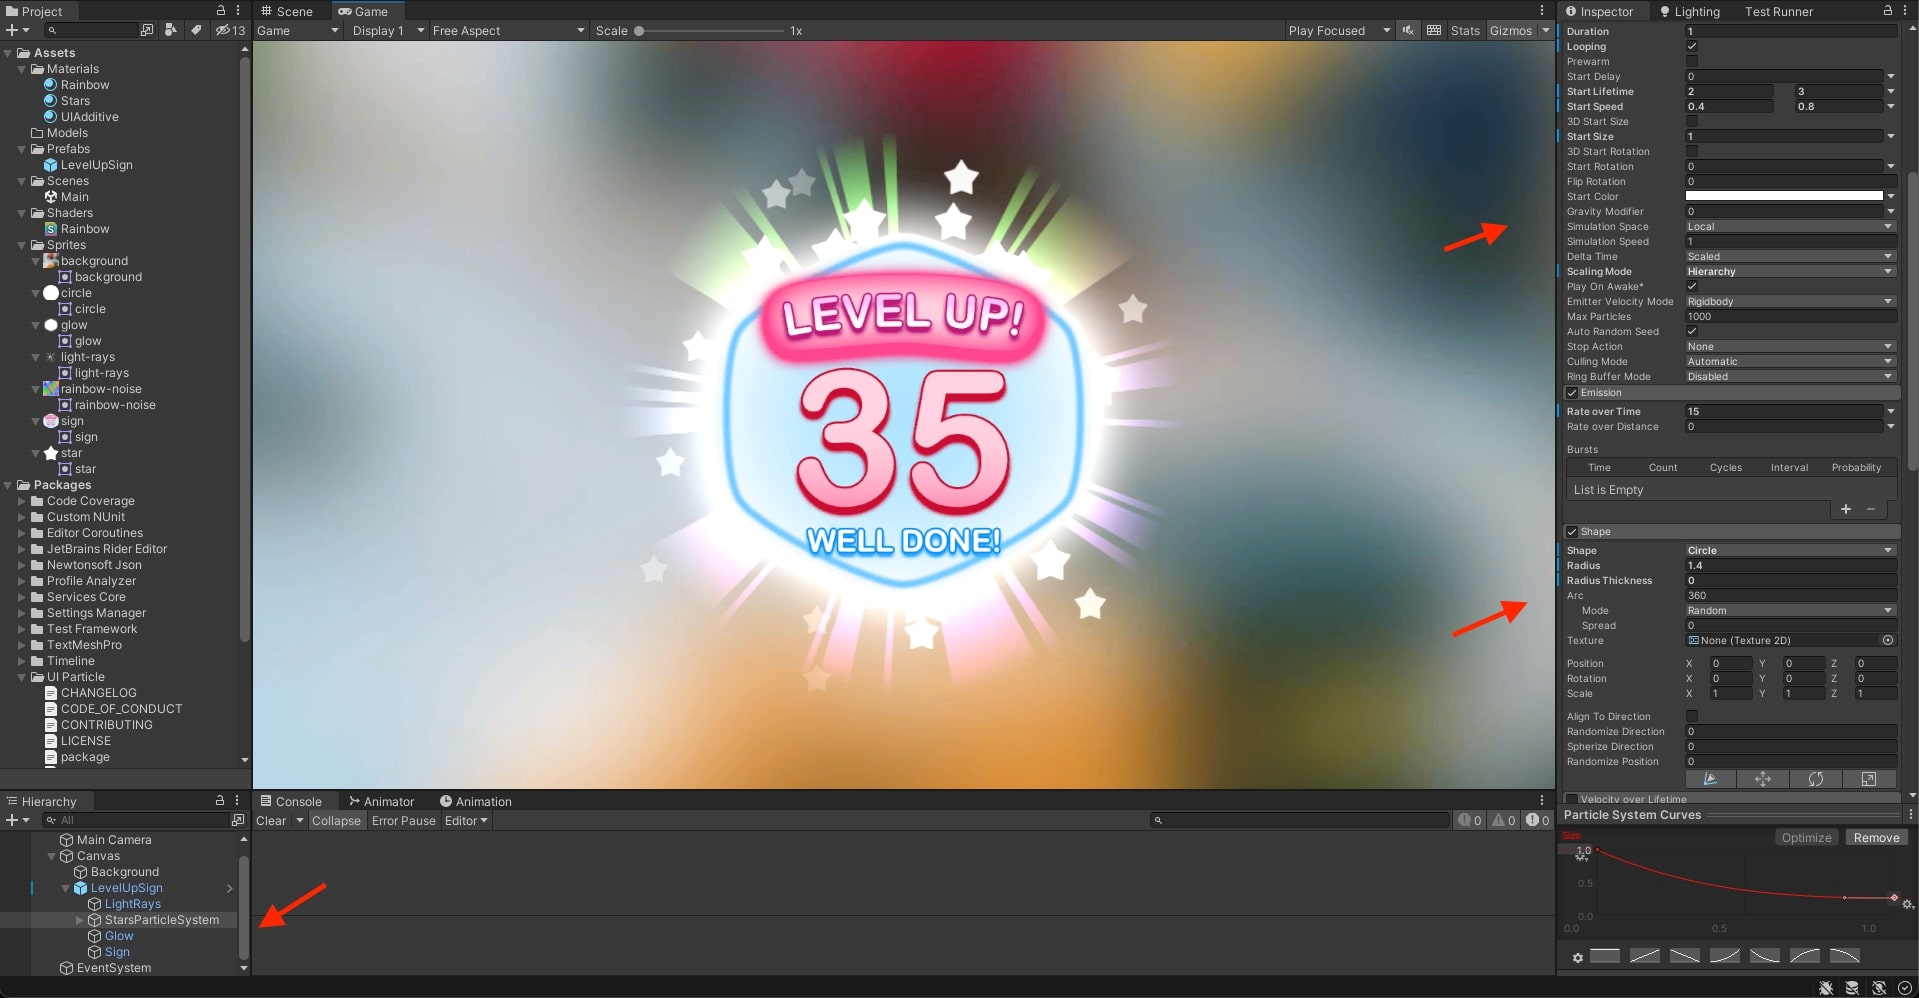 Project
Scene
Game
Inspector
Lighting
Test Runner
13
Game
Display 1
Free Aspect
Scale
1x
Play Focused
Stats
Gizmos
Assets
Materials
Rainbow
Stars
UIAdditive
Models
Prefabs
LevelUpSign
Scenes
Main
Shaders
Rainbow
Sprites
background
background
circle
circle
glow
glow
light-rays
light-rays
rainbow-noise
rainbow-noise
sign
sign
star
star
Packages
Code Coverage
Custom NUnit
Editor Coroutines
JetBrains Rider Editor
Newtonsoft Json
Profile Analyzer
Services Core
Settings Manager
Test Framework
TextMeshPro
Timeline
UI Particle
CHANGELOG
CODE_OF_CONDUCT
CONTRIBUTING
LICENSE
package
LEVEL UP!
35
WELL DONE!
Duration 1
Looping
Prewarm
Start Delay 0
Start Lifetime 2 3
Start Speed 0.4 0.8
3D Start Size
Start Size 1
3D Start Rotation
Start Rotation 0
Flip Rotation 0
Start Color
Gravity Modifier 0
Simulation Space Local
Simulation Speed 1
Delta Time Scaled
Scaling Mode Hierarchy
Play On Awake*
Emitter Velocity Mode Rigidbody
Max Particles 1000
Auto Random Seed
Stop Action None
Culling Mode Automatic
Ring Buffer Mode Disabled
Emission
Rate over Time 15
Rate over Distance 0
Bursts
Time Count Cycles Interval Probability
List is Empty
Shape
Shape Circle
Radius 1.4
Radius Thickness 0
Arc 360
Mode Random
Spread 0
Texture None (Texture 2D)
Position X 0 Y 0 Z 0
Rotation X 0 Y 0 Z 0
Scale X 1 Y 1 Z 1
Align To Direction
Randomize Direction 0
Spherize Direction 0
Randomize Position 0
Velocity over Lifetime
Hierarchy
All
Main Camera
Canvas
Background
LevelUpSign
LightRays
StarsParticleSystem
Glow
Sign
EventSystem
Console
Animator
Animation
Clear
Collapse
Error Pause
Editor
0
0
0
Particle System Curves
Size
Optimize
Remove
1.0
0.5
0.0
0.0 0.5 1.0